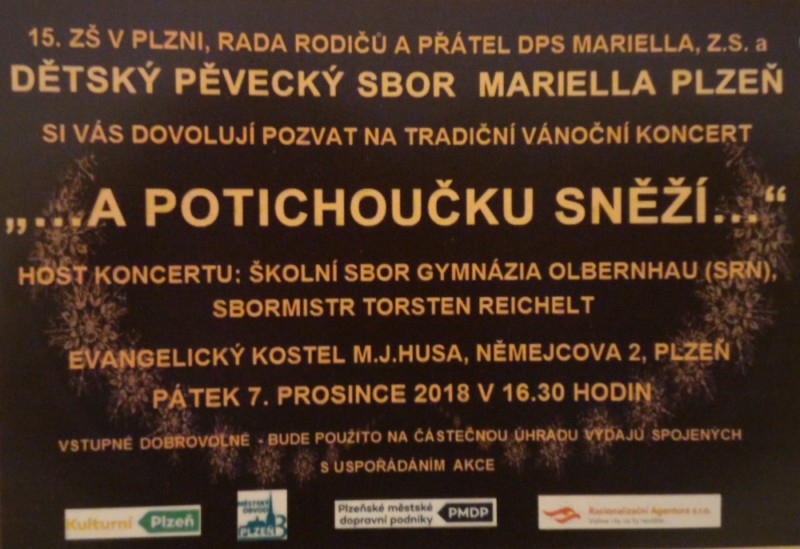 15. ZŠ V PLZNI, RADA RODIČŮ A PŘÁTEL DPS MARIELLA, Z.S. a
DĚTSKÝ PĚVECKÝ SBOR MARIELLA PLZEŇ
SI VÁS DOVOLUJÍ POZVAT NA TRADIČNÍ VÁNOČNÍ KONCERT
„...A POTICHOUČKU SNĚŽÍ...“
HOST KONCERTU: ŠKOLNÍ SBOR GYMNÁZIA OLBERNHAU (SRN),
SBORMISTR TORSTEN REICHELT
EVANGELICKÝ KOSTEL M.J.HUSA, NĚMEJCOVA 2, PLZEŇ
PÁTEK 7. PROSINCE 2018 V 16.30 HODIN
VSTUPNÉ DOBROVOLNÉ - BUDE POUŽITO NA ČÁSTEČNOU ÚHRADU VÝDAJŮ SPOJENÝCH
S USPOŘÁDÁNÍM AKCE
Kulturní Plzeň
MĚSTSKÝ
OBVOD
PLZEŇ 3
Plzeňské městské
dopravní podniky PMDP
Racionalizační Agentura s.r.o.